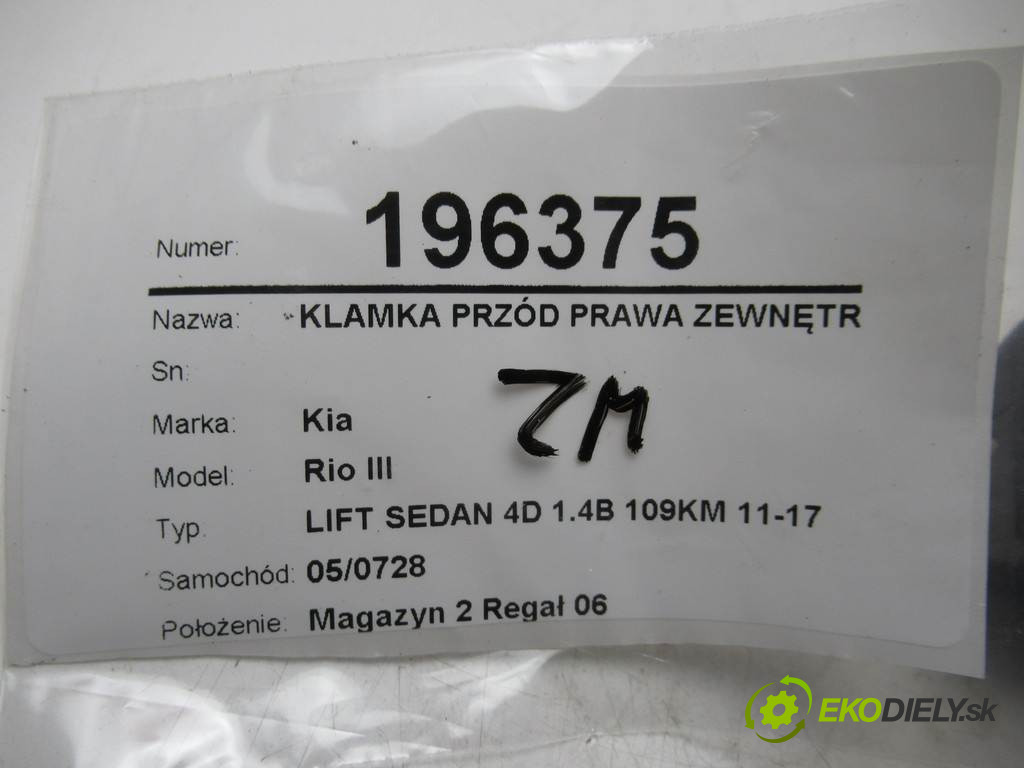 Numer: 196375
Nazwa: KLAMKA PRZÓD PRAWA ZEWNĘTR
Sn:
ZM
Marka: Kia
Model: Rio III
Typ. LIFT SEDAN 4D 1.4B 109KM 11-17
Samochód: 05/0728
Położenie: Magazyn 2 Regał 06
EKODIELY.sk